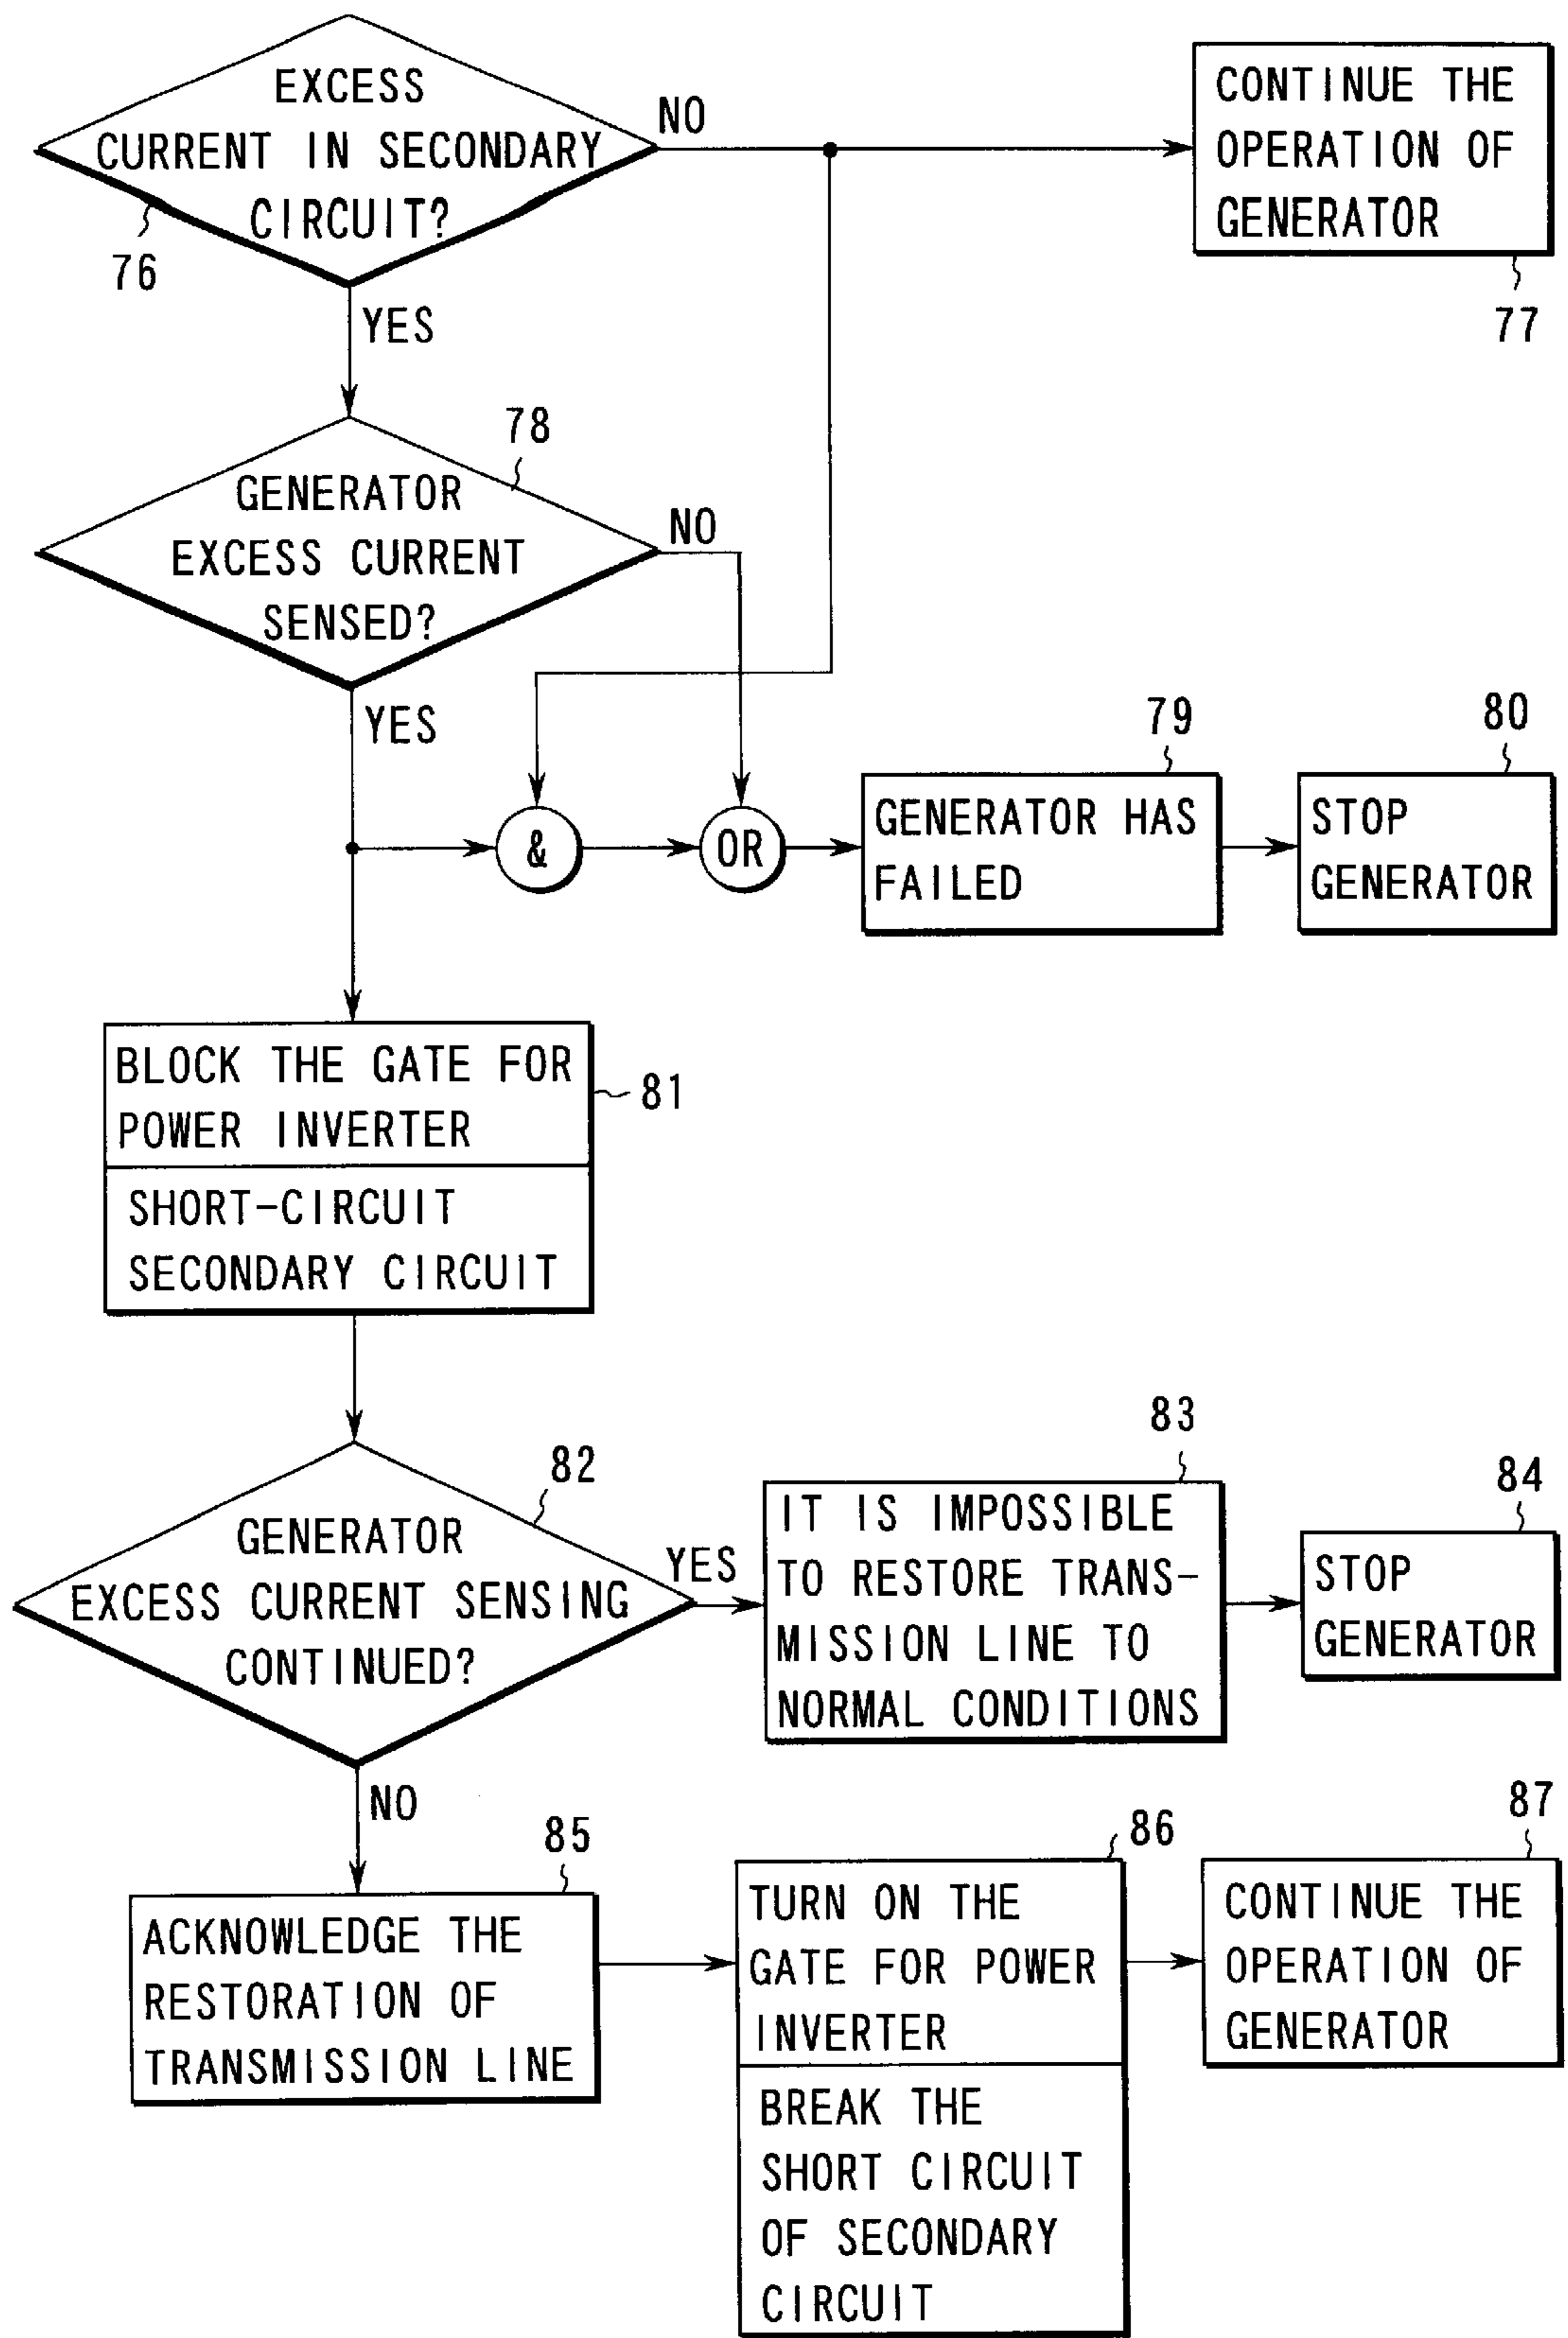 EXCESS
CURRENT IN SECONDARY
CIRCUIT?
76
NO
CONTINUE THE
OPERATION OF
GENERATOR
77
YES
78
GENERATOR
EXCESS CURRENT
SENSED?
NO
YES
&
OR
79
GENERATOR HAS
FAILED
80
STOP
GENERATOR
BLOCK THE GATE FOR
POWER INVERTER
81
SHORT-CIRCUIT
SECONDARY CIRCUIT
82
GENERATOR
EXCESS CURRENT SENSING
CONTINUED?
YES
83
IT IS IMPOSSIBLE
TO RESTORE TRANS-
MISSION LINE TO
NORMAL CONDITIONS
84
STOP
GENERATOR
NO
85
ACKNOWLEDGE THE
RESTORATION OF
TRANSMISSION LINE
86
TURN ON THE
GATE FOR POWER
INVERTER
BREAK THE
SHORT CIRCUIT
OF SECONDARY
CIRCUIT
87
CONTINUE THE
OPERATION OF
GENERATOR